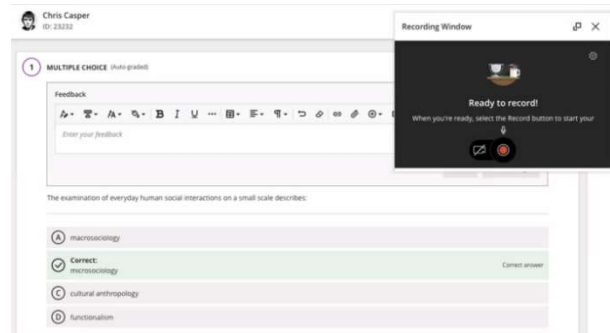 Chris Casper
ID: 23232
Recording Window
1 MULTIPLE CHOICE (Auto-graded)
Feedback
B I U
Enter your feedback
Ready to record!
When you're ready, select the Record button to start your
The examination of everyday human social interactions on a small scale describes:
A macrosociology
Correct:
microsociology
Correct answer
C cultural anthropology
D functionalism